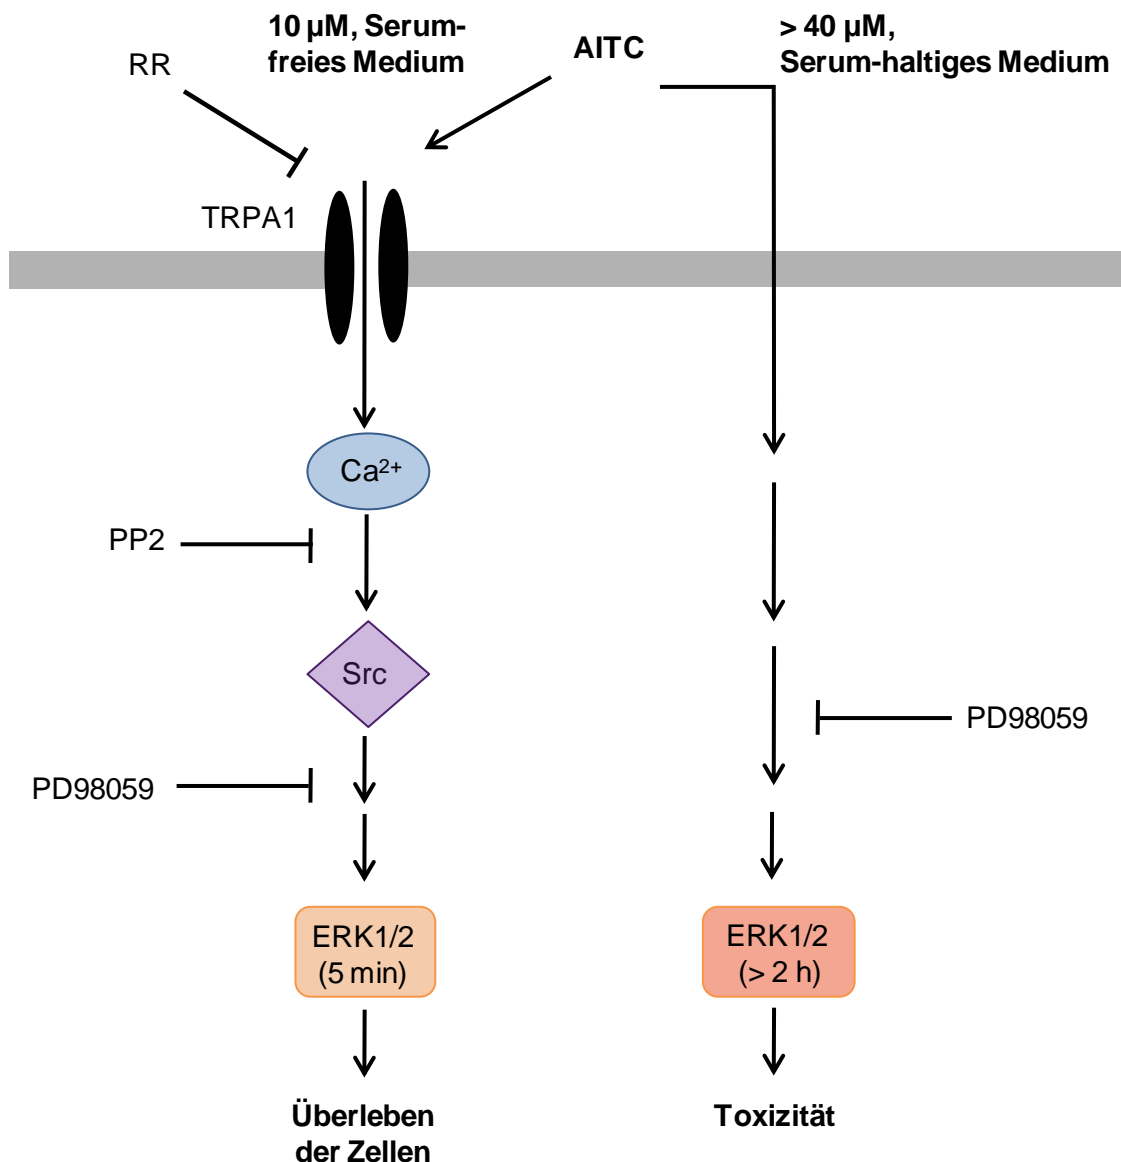 10 µM, Serum-
freies Medium
AITC
> 40 µM,
Serum-haltiges Medium
RR
TRPA1
Ca²⁺
PP2
Src
PD98059
PD98059
ERK1/2
(5 min)
ERK1/2
(> 2 h)
Überleben
der Zellen
Toxizität